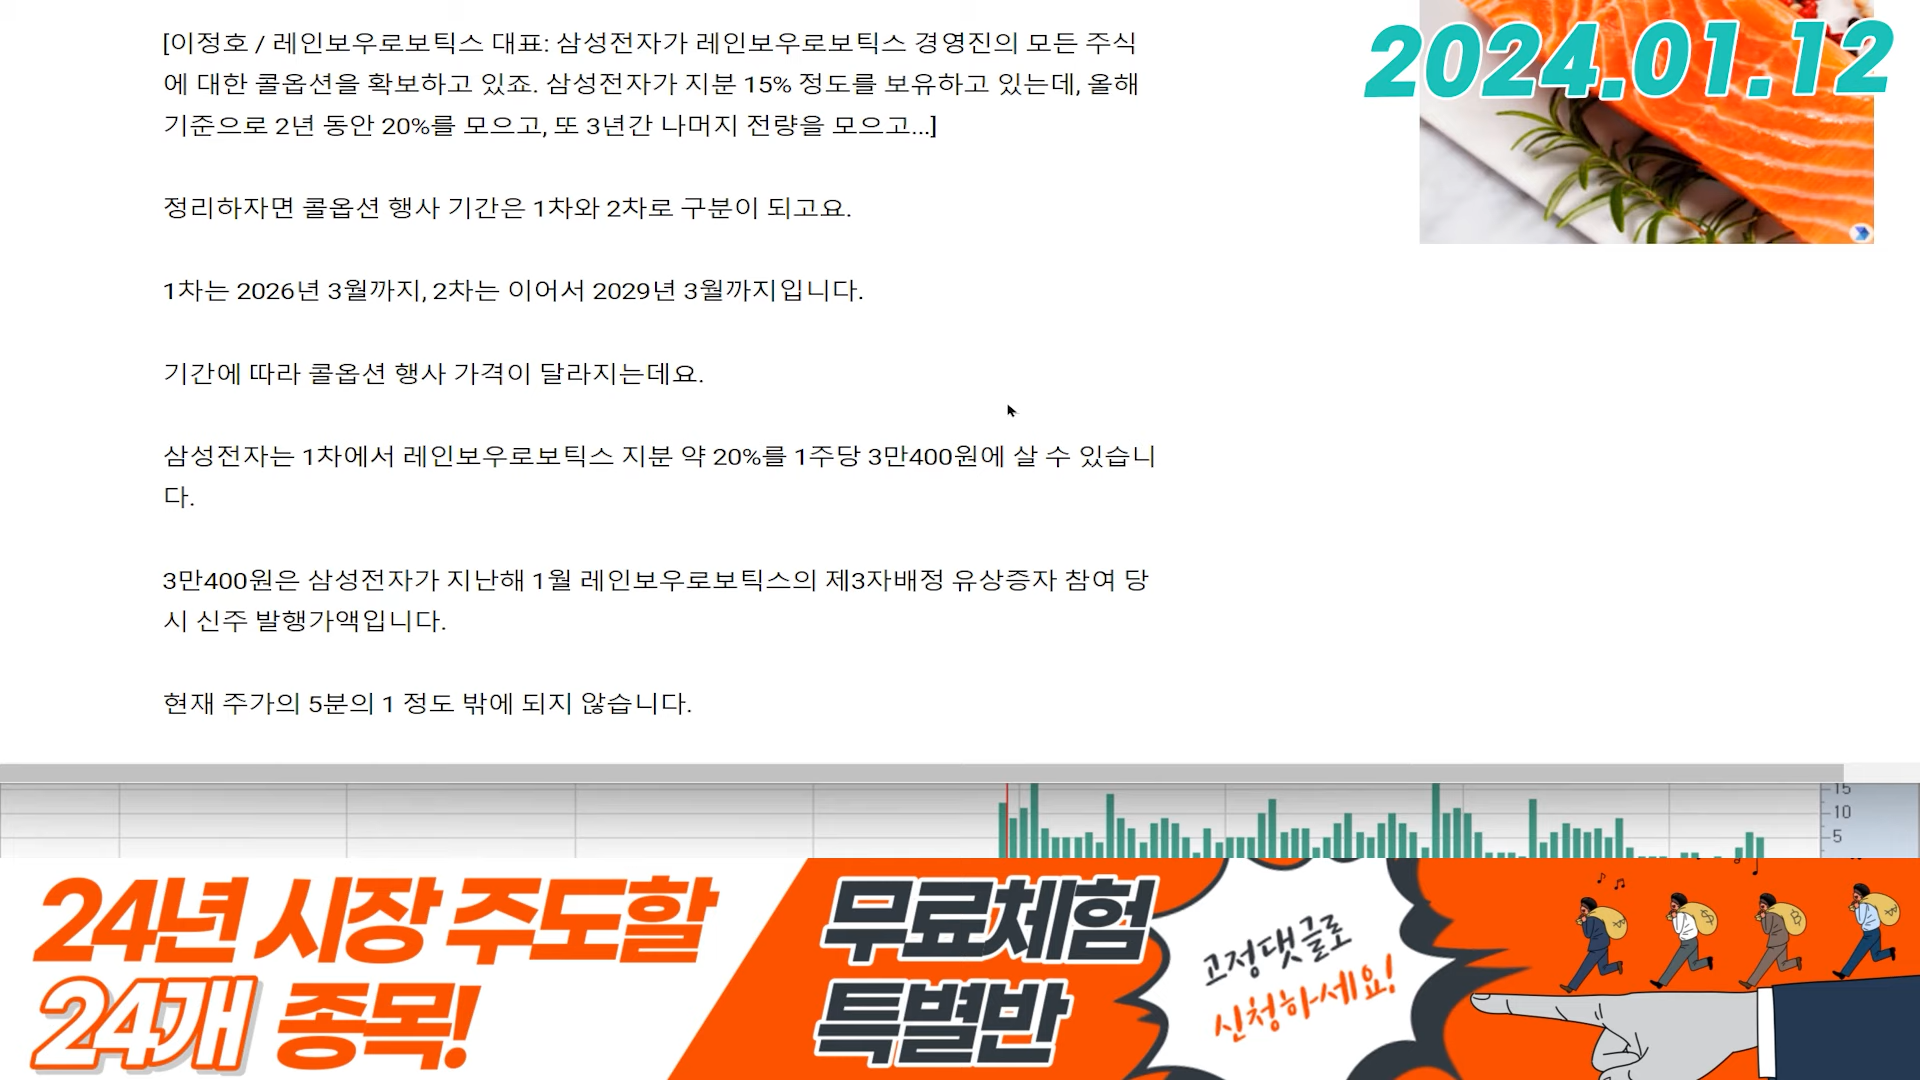 [이정호 / 레인보우로보틱스 대표: 삼성전자가 레인보우로보틱스 경영진의 모든 주식
에 대한 콜옵션을 확보하고 있죠. 삼성전자가 지분 15% 정도를 보유하고 있는데, 올해
기준으로 2년 동안 20%를 모으고, 또 3년간 나머지 전량을 모으고...]
2024.01.12
정리하자면 콜옵션 행사 기간은 1차와 2차로 구분이 되고요.
1차는 2026년 3월까지, 2차는 이어서 2029년 3월까지입니다.
기간에 따라 콜옵션 행사 가격이 달라지는데요.
삼성전자는 1차에서 레인보우로보틱스 지분 약 20%를 1주당 3만400원에 살 수 있습니
다.
3만400원은 삼성전자가 지난해 1월 레인보우로보틱스의 제3자배정 유상증자 참여 당
시 신주 발행가액입니다.
현재 주가의 5분의 1 정도 밖에 되지 않습니다.
15
10
5
24년 시장 주도할
24개 종목!
무료체험
특별반
고정댓글로
신청하세요!